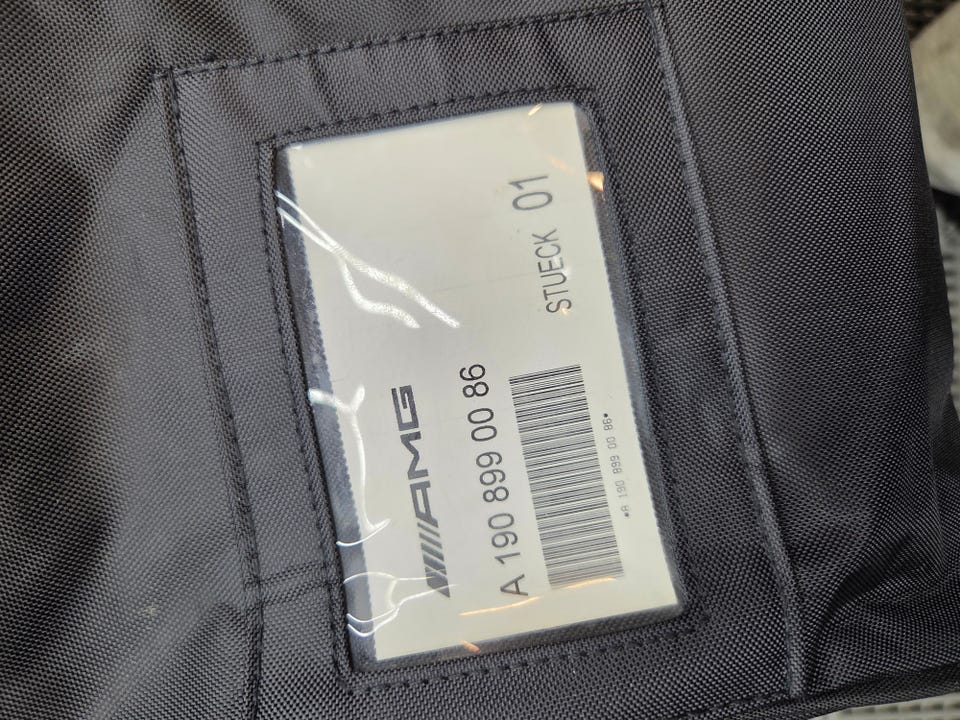 AMG
A 190 899 00 86
STUECK 01
*A 190 899 00 86*